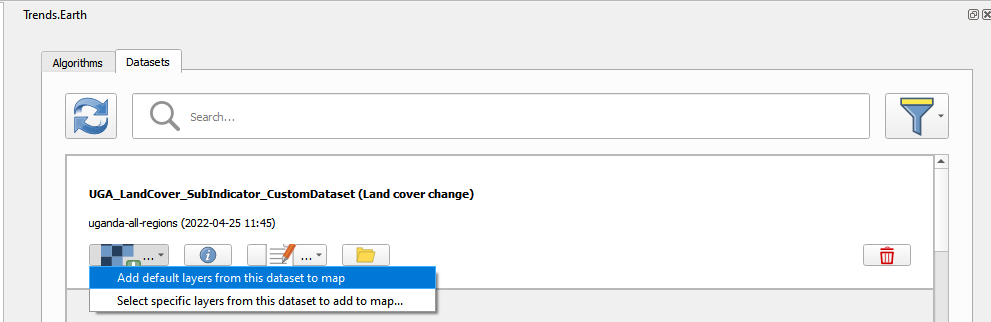 Trends.Earth
Algorithms
Datasets
Search...
UGA_LandCover_SubIndicator_CustomDataset (Land cover change)
uganda-all-regions (2022-04-25 11:45)
...
...
Add default layers from this dataset to map
Select specific layers from this dataset to add to map...